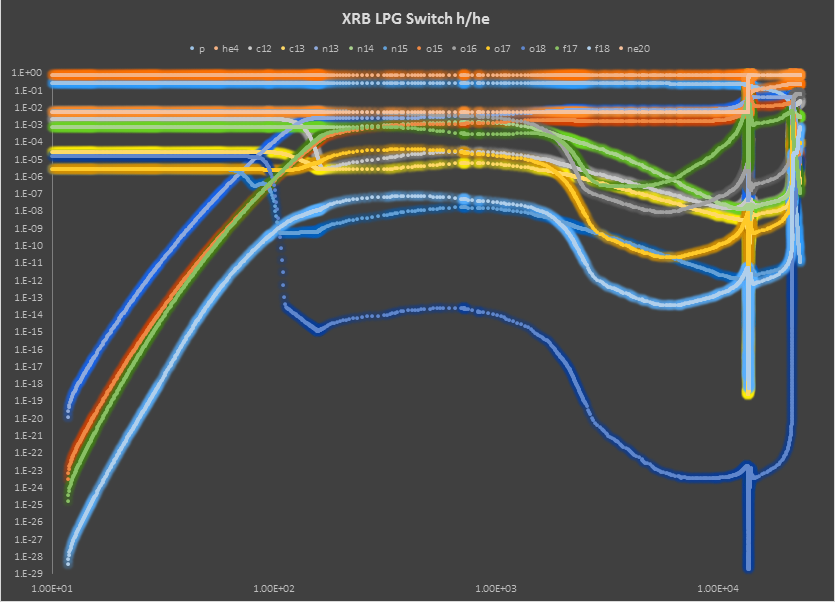 XRB LPG Switch h/he
p he4 c12 c13 n13 n14 n15 o15 o16 o17 o18 f17 f18 ne20
1.E+00
1.E-01
1.E-02
1.E-03
1.E-04
1.E-05
1.E-06
1.E-07
1.E-08
1.E-09
1.E-10
1.E-11
1.E-12
1.E-13
1.E-14
1.E-15
1.E-16
1.E-17
1.E-18
1.E-19
1.E-20
1.E-21
1.E-22
1.E-23
1.E-24
1.E-25
1.E-26
1.E-27
1.E-28
1.E-29
1.00E+01 1.00E+02 1.00E+03 1.00E+04